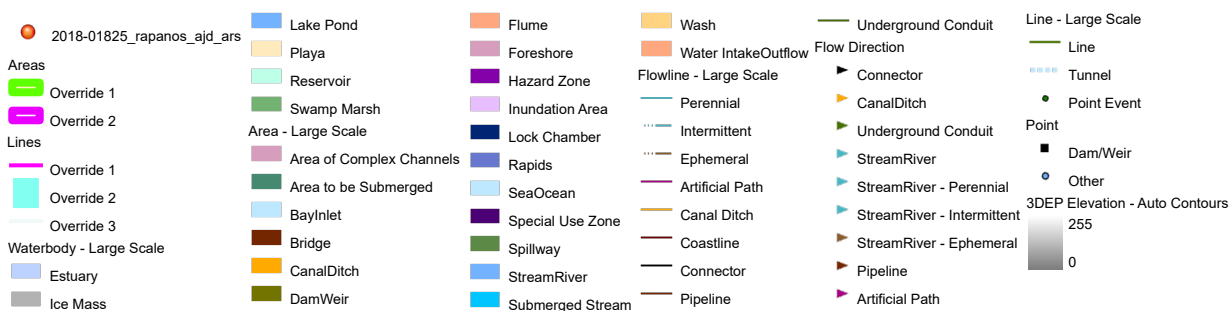 2018-01825_rapanos_ajd_ars
Areas
Override 1
Override 2
Lines
Override 1
Override 2
Override 3
Waterbody - Large Scale
Estuary
Ice Mass
Lake Pond
Playa
Reservoir
Swamp Marsh
Area - Large Scale
Area of Complex Channels
Area to be Submerged
BayInlet
Bridge
CanalDitch
DamWeir
Flume
Foreshore
Hazard Zone
Inundation Area
Lock Chamber
Rapids
SeaOcean
Special Use Zone
Spillway
StreamRiver
Submerged Stream
Wash
Water IntakeOutflow
Flowline - Large Scale
Perennial
Intermittent
Ephemeral
Artificial Path
Canal Ditch
Coastline
Connector
Pipeline
Underground Conduit
Flow Direction
Connector
CanalDitch
Underground Conduit
StreamRiver
StreamRiver - Perennial
StreamRiver - Intermittent
StreamRiver - Ephemeral
Pipeline
Artificial Path
Line - Large Scale
Line
Tunnel
Point Event
Point
Dam/Weir
Other
3DEP Elevation - Auto Contours
255
0